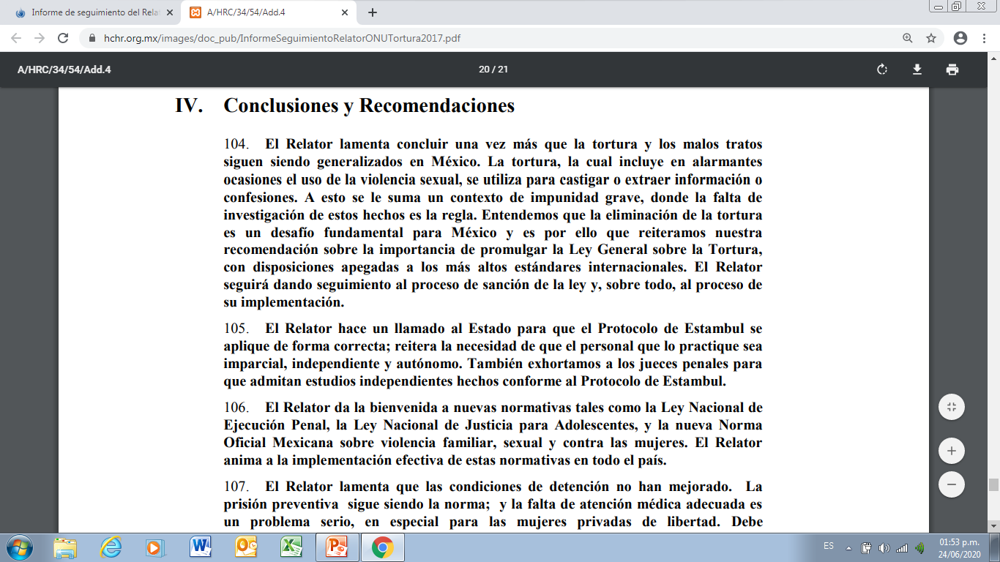 Informe de seguimiento del Relat
A/HRC/34/54/Add.4
hchr.org.mx/images/doc_pub/InformeSeguimientoRelatorONUTortura2017.pdf
A/HRC/34/54/Add.4
20 / 21
IV. Conclusiones y Recomendaciones
104. El Relator lamenta concluir una vez más que la tortura y los malos tratos
siguen siendo generalizados en México. La tortura, la cual incluye en alarmantes
ocasiones el uso de la violencia sexual, se utiliza para castigar o extraer información o
confesiones. A esto se le suma un contexto de impunidad grave, donde la falta de
investigación de estos hechos es la regla. Entendemos que la eliminación de la tortura
es un desafío fundamental para México y es por ello que reiteramos nuestra
recomendación sobre la importancia de promulgar la Ley General sobre la Tortura,
con disposiciones apegadas a los más altos estándares internacionales. El Relator
seguirá dando seguimiento al proceso de sanción de la ley y, sobre todo, al proceso de
su implementación.
105. El Relator hace un llamado al Estado para que el Protocolo de Estambul se
aplique de forma correcta; reitera la necesidad de que el personal que lo practique sea
imparcial, independiente y autónomo. También exhortamos a los jueces penales para
que admitan estudios independientes hechos conforme al Protocolo de Estambul.
106. El Relator da la bienvenida a nuevas normativas tales como la Ley Nacional de
Ejecución Penal, la Ley Nacional de Justicia para Adolescentes, y la nueva Norma
Oficial Mexicana sobre violencia familiar, sexual y contra las mujeres. El Relator
anima a la implementación efectiva de estas normativas en todo el país.
107. El Relator lamenta que las condiciones de detención no han mejorado. La
prisión preventiva sigue siendo la norma; y la falta de atención médica adecuada es
un problema serio, en especial para las mujeres privadas de libertad. Debe
ES
01:53 p.m.
24/06/2020